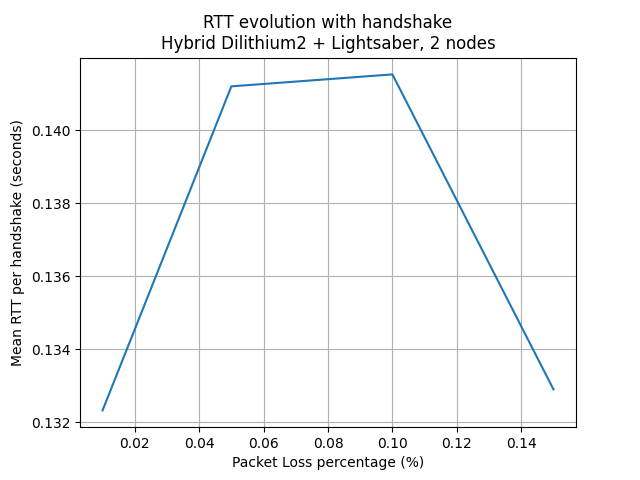 RTT evolution with handshake
Hybrid Dilithium2 + Lightsaber, 2 nodes
Mean RTT per handshake (seconds)
0.140
0.138
0.136
0.134
0.132
0.02 0.04 0.06 0.08 0.10 0.12 0.14
Packet Loss percentage (%)